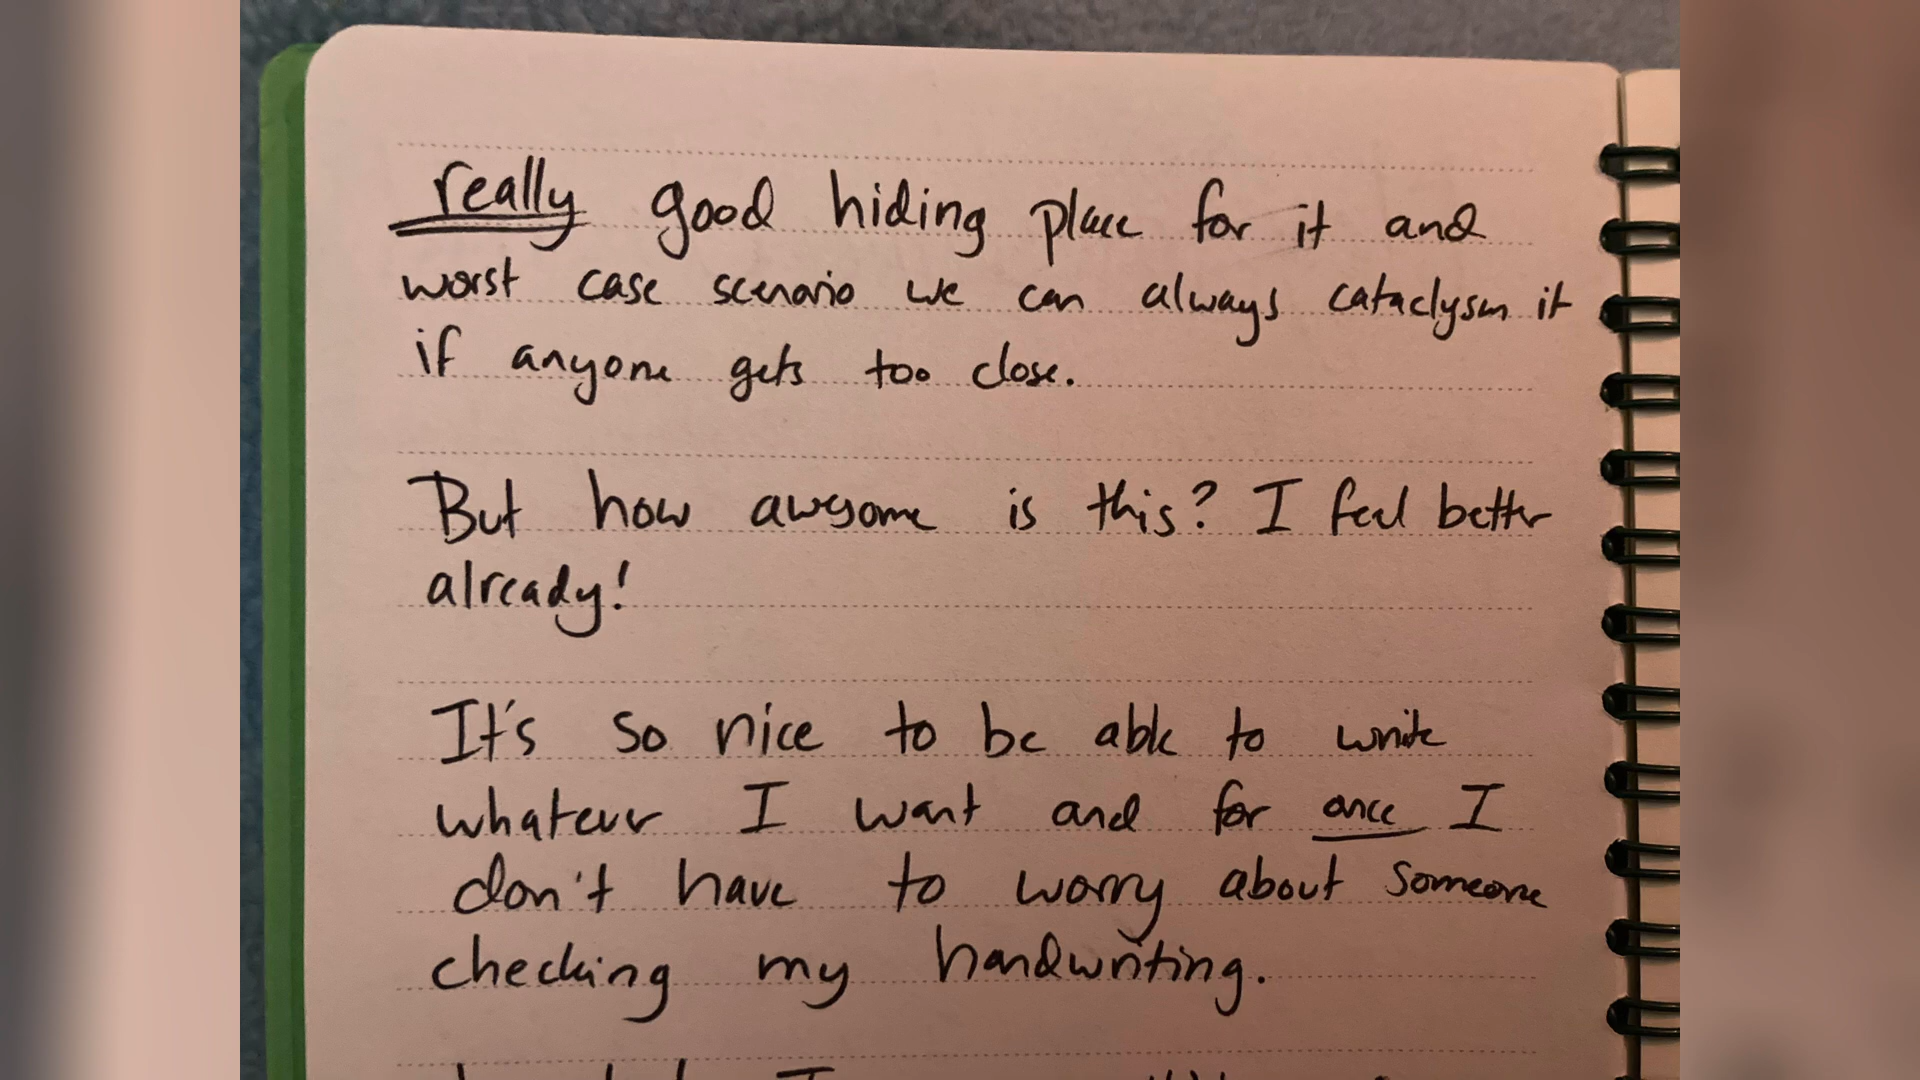 really good hiding place for it and
worst case scenario we can always cataclysm it
if anyone gets too close.
But how awesome is this? I feel better
already!
It's so nice to be able to write
whatever I want and for once I
don't have to worry about someone
checking my handwriting.